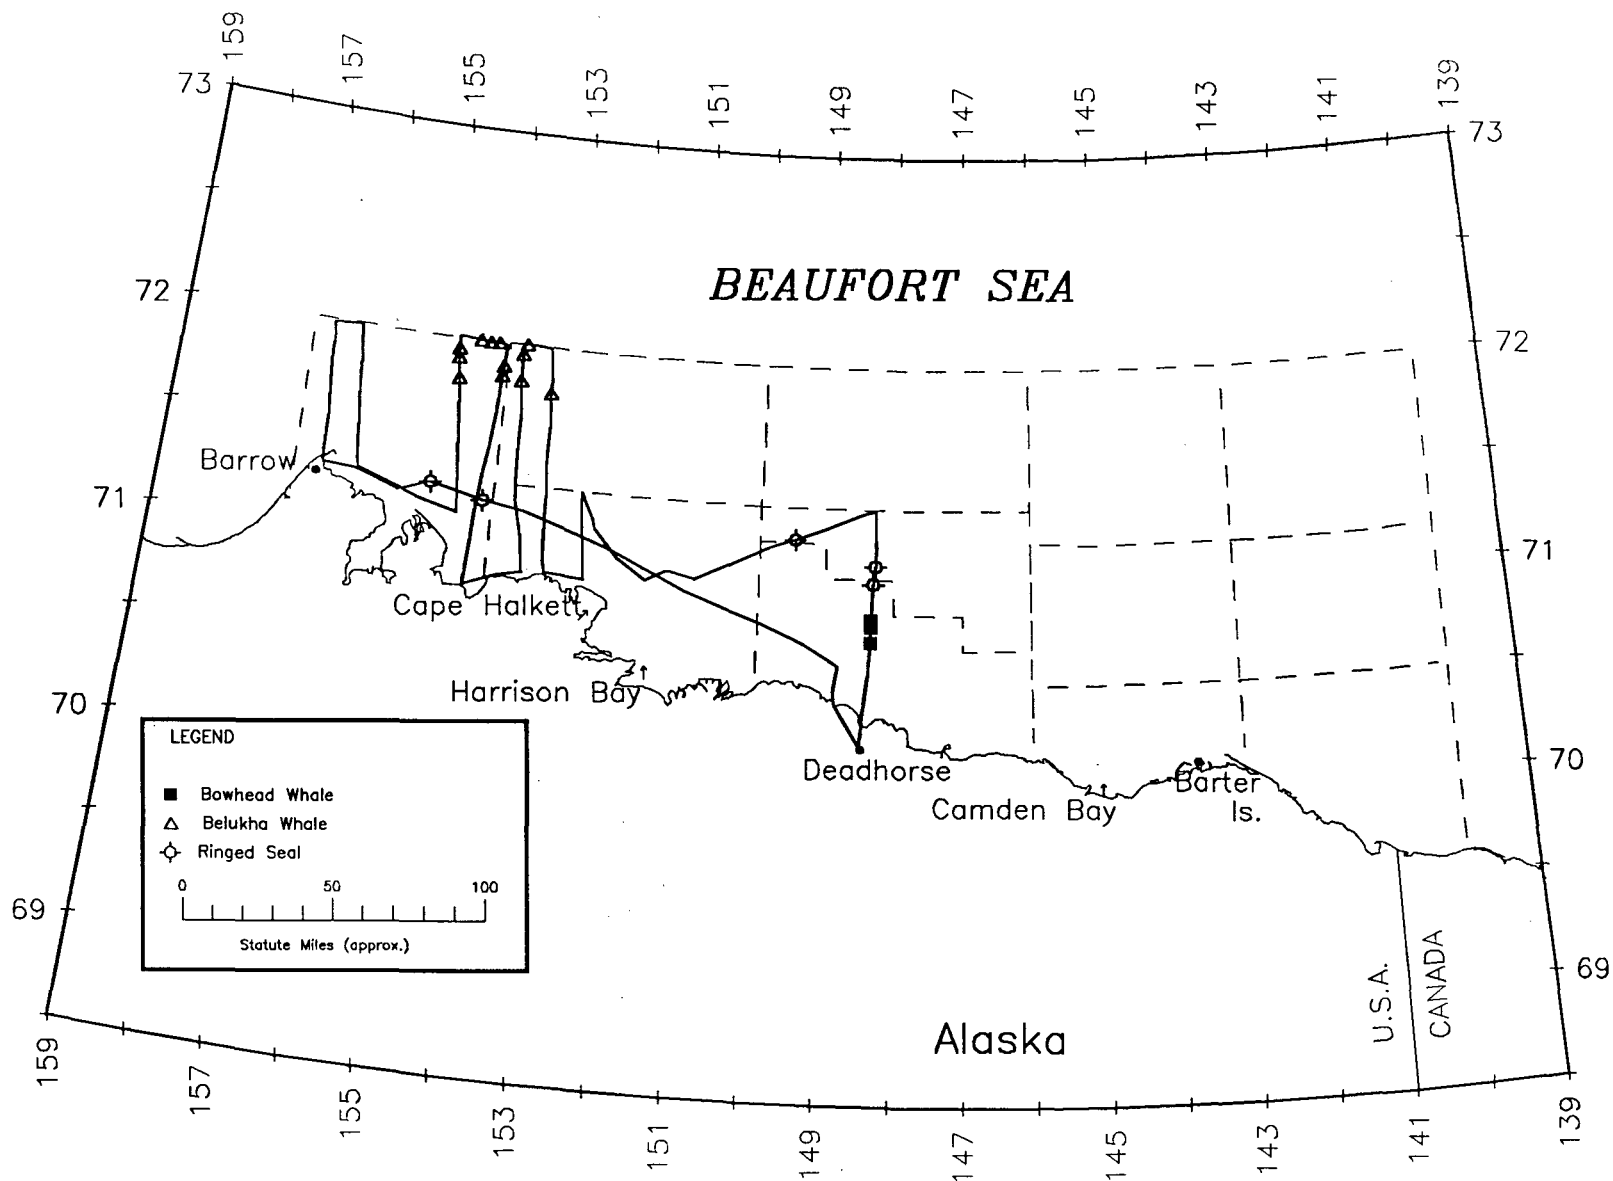 159
157
155
153
151
149
147
145
143
141
139
73
73
BEAUFORT SEA
72
72
Barrow
71
71
Cape Halkett
Harrison Bay
70
70
Deadhorse
Camden Bay
Barter
Is.
LEGEND
Bowhead Whale
Belukha Whale
Ringed Seal
0 50 100
Statute Miles (approx.)
69
69
U.S.A.
CANADA
Alaska
159
157
155
153
151
149
147
145
143
141
139